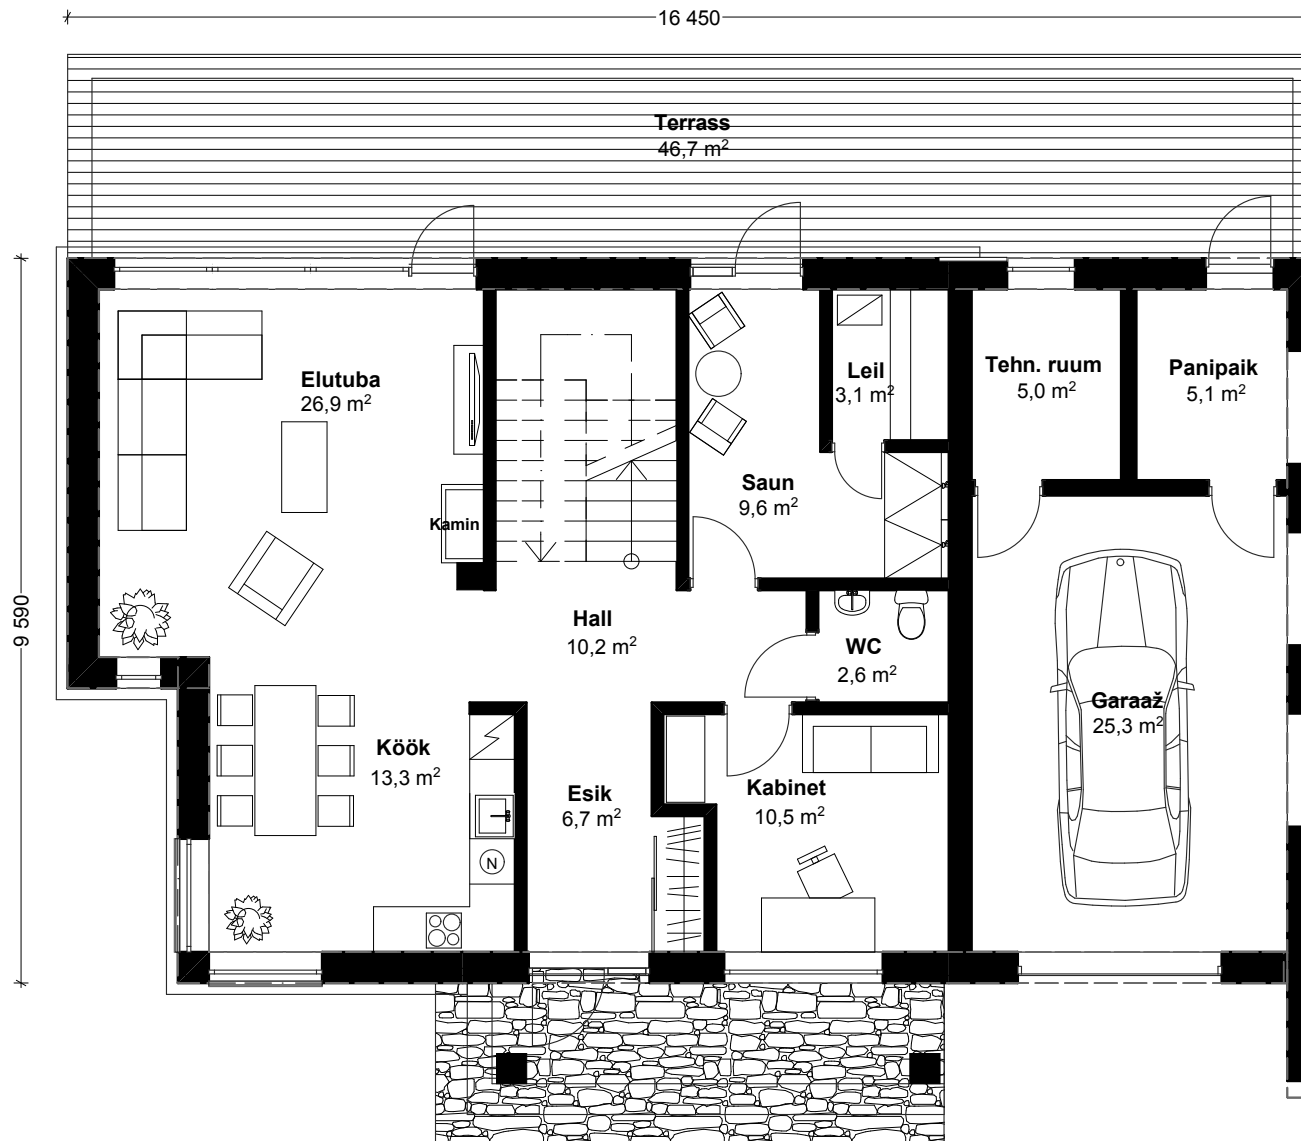 16 450
Terrass
46,7 m²
9 590
Elutuba
26,9 m²
Leil
3,1 m²
Tehn. ruum
5,0 m²
Panipaik
5,1 m²
Saun
9,6 m²
Kamin
Hall
10,2 m²
WC
2,6 m²
Garaaž
25,3 m²
Köök
13,3 m²
Esik
6,7 m²
Kabinet
10,5 m²
N